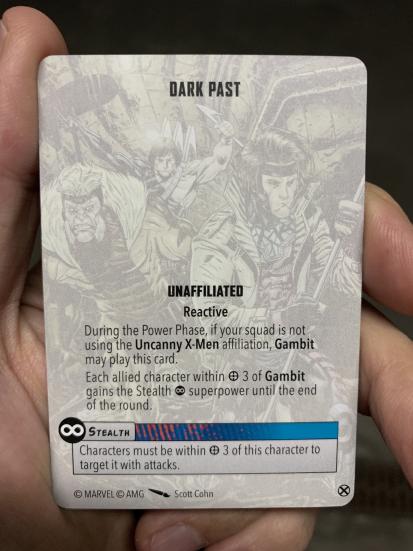 DARK PAST
UNAFFILIATED
Reactive
During the Power Phase, if your squad is not
using the Uncanny X-Men affiliation, Gambit
may play this card.
Each allied character within 3 of Gambit
gains the Stealth superpower until the end
of the round.
STEALTH
Characters must be within 3 of this character to
target it with attacks.
© MARVEL © AMG Scott Cohn